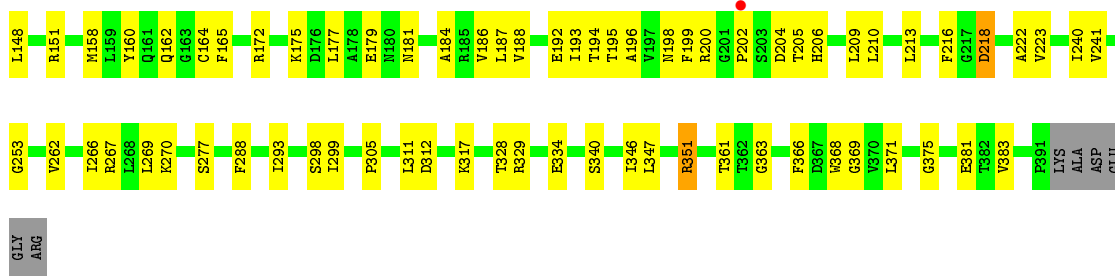 L148 R151 M158 L159 Y160 Q161 Q162 G163 C164 F165 R172 K175 D176 L177 A178 E179 N180 N181 A184 R185 V186 L187 V188 E192 I193 T194 T195 A196 V197 N198 F199 R200 G201 P202 S203 D204 T205 H206 L209 L210 L213 F216 G217 D218 A222 V223 I240 V241
G253 V262 I266 R267 L268 L269 K270 S277 F288 I293 S298 I299 P305 L311 D312 K317 T328 R329 E334 S340 I346 L347 R351 T361 T362 G363 F366 D367 W368 G369 V370 L371 G375 E381 T382 V383 P391 LYS ALA ASP GLU
GLY ARG